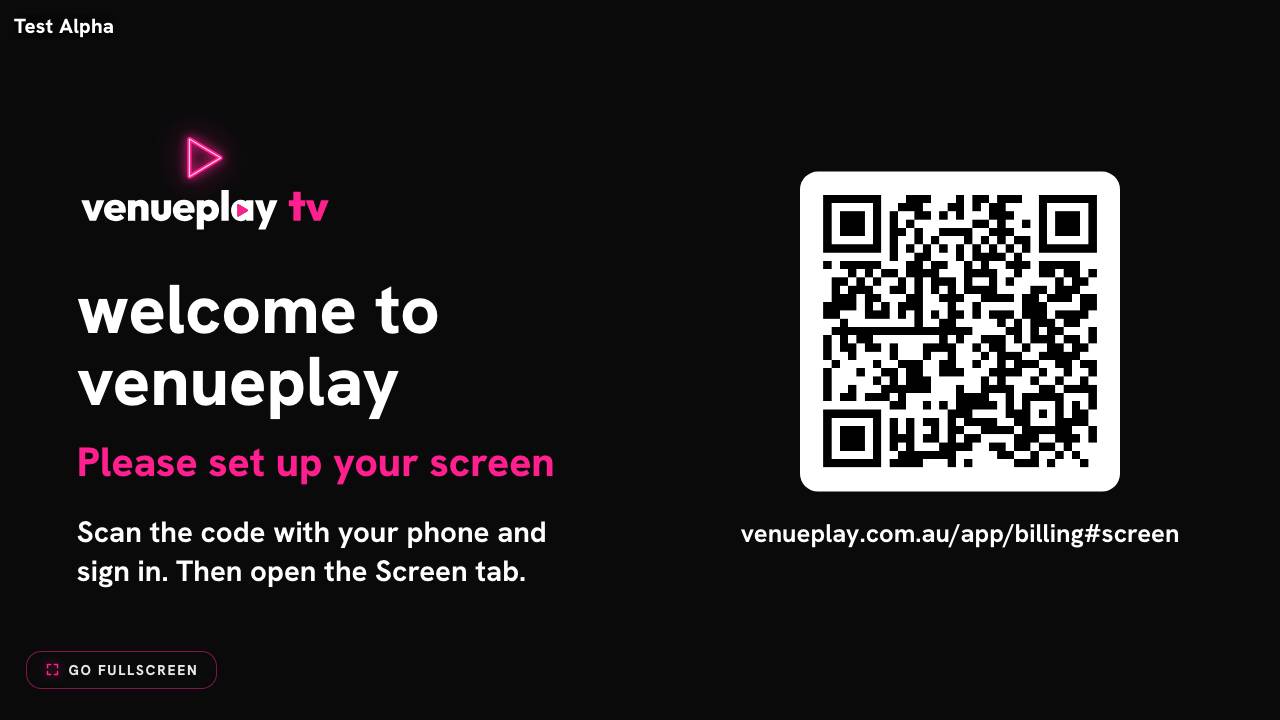 Test Alpha
venueplay tv
welcome to
venueplay
Please set up your screen
Scan the code with your phone and
sign in. Then open the Screen tab.
venueplay.com.au/app/billing#screen
GO FULLSCREEN